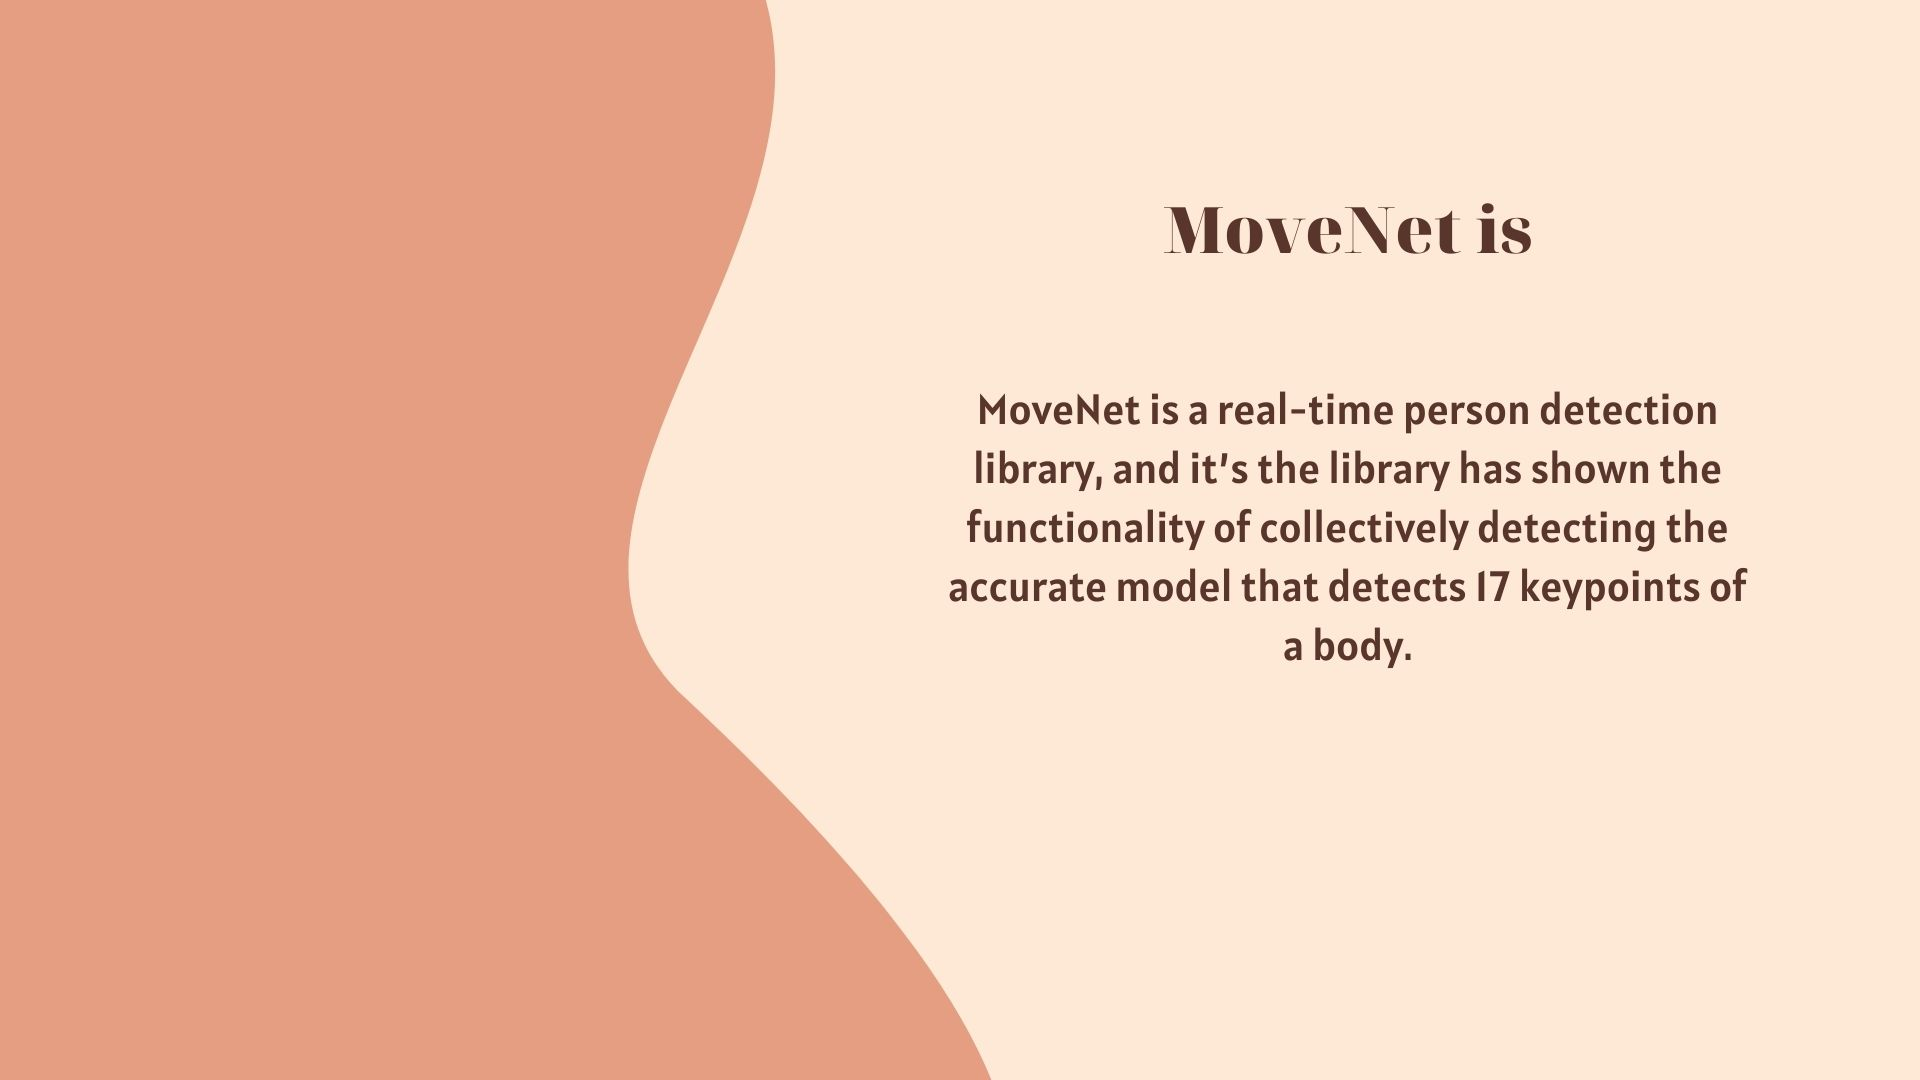 MoveNet is
MoveNet is a real-time person detection
library, and it's the library has shown the
functionality of collectively detecting the
accurate model that detects 17 keypoints of
a body.